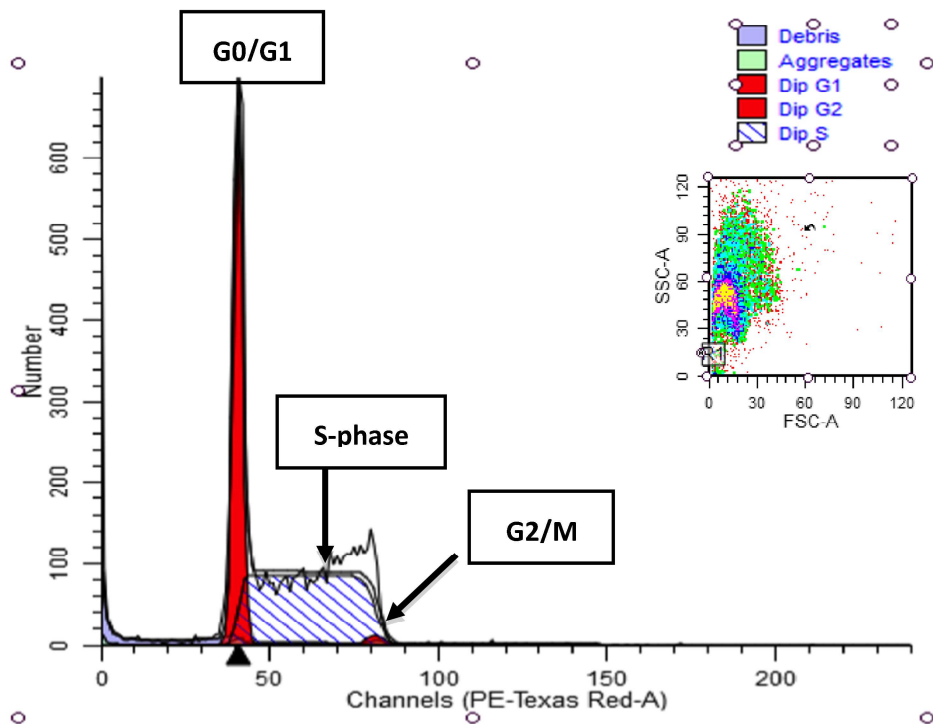 G0/G1
Debris
Aggregates
Dip G1
Dip G2
Dip S
600
500
400
300
200
100
0
Number
S-phase
G2/M
0
50
100
150
200
Channels (PE-Texas Red-A)
120
90
60
30
0
SSC-A
0
30
60
90
120
FSC-A